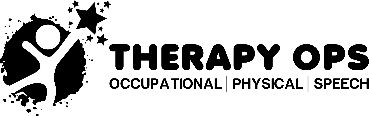 THERAPY OPS
OCCUPATIONAL | PHYSICAL | SPEECH